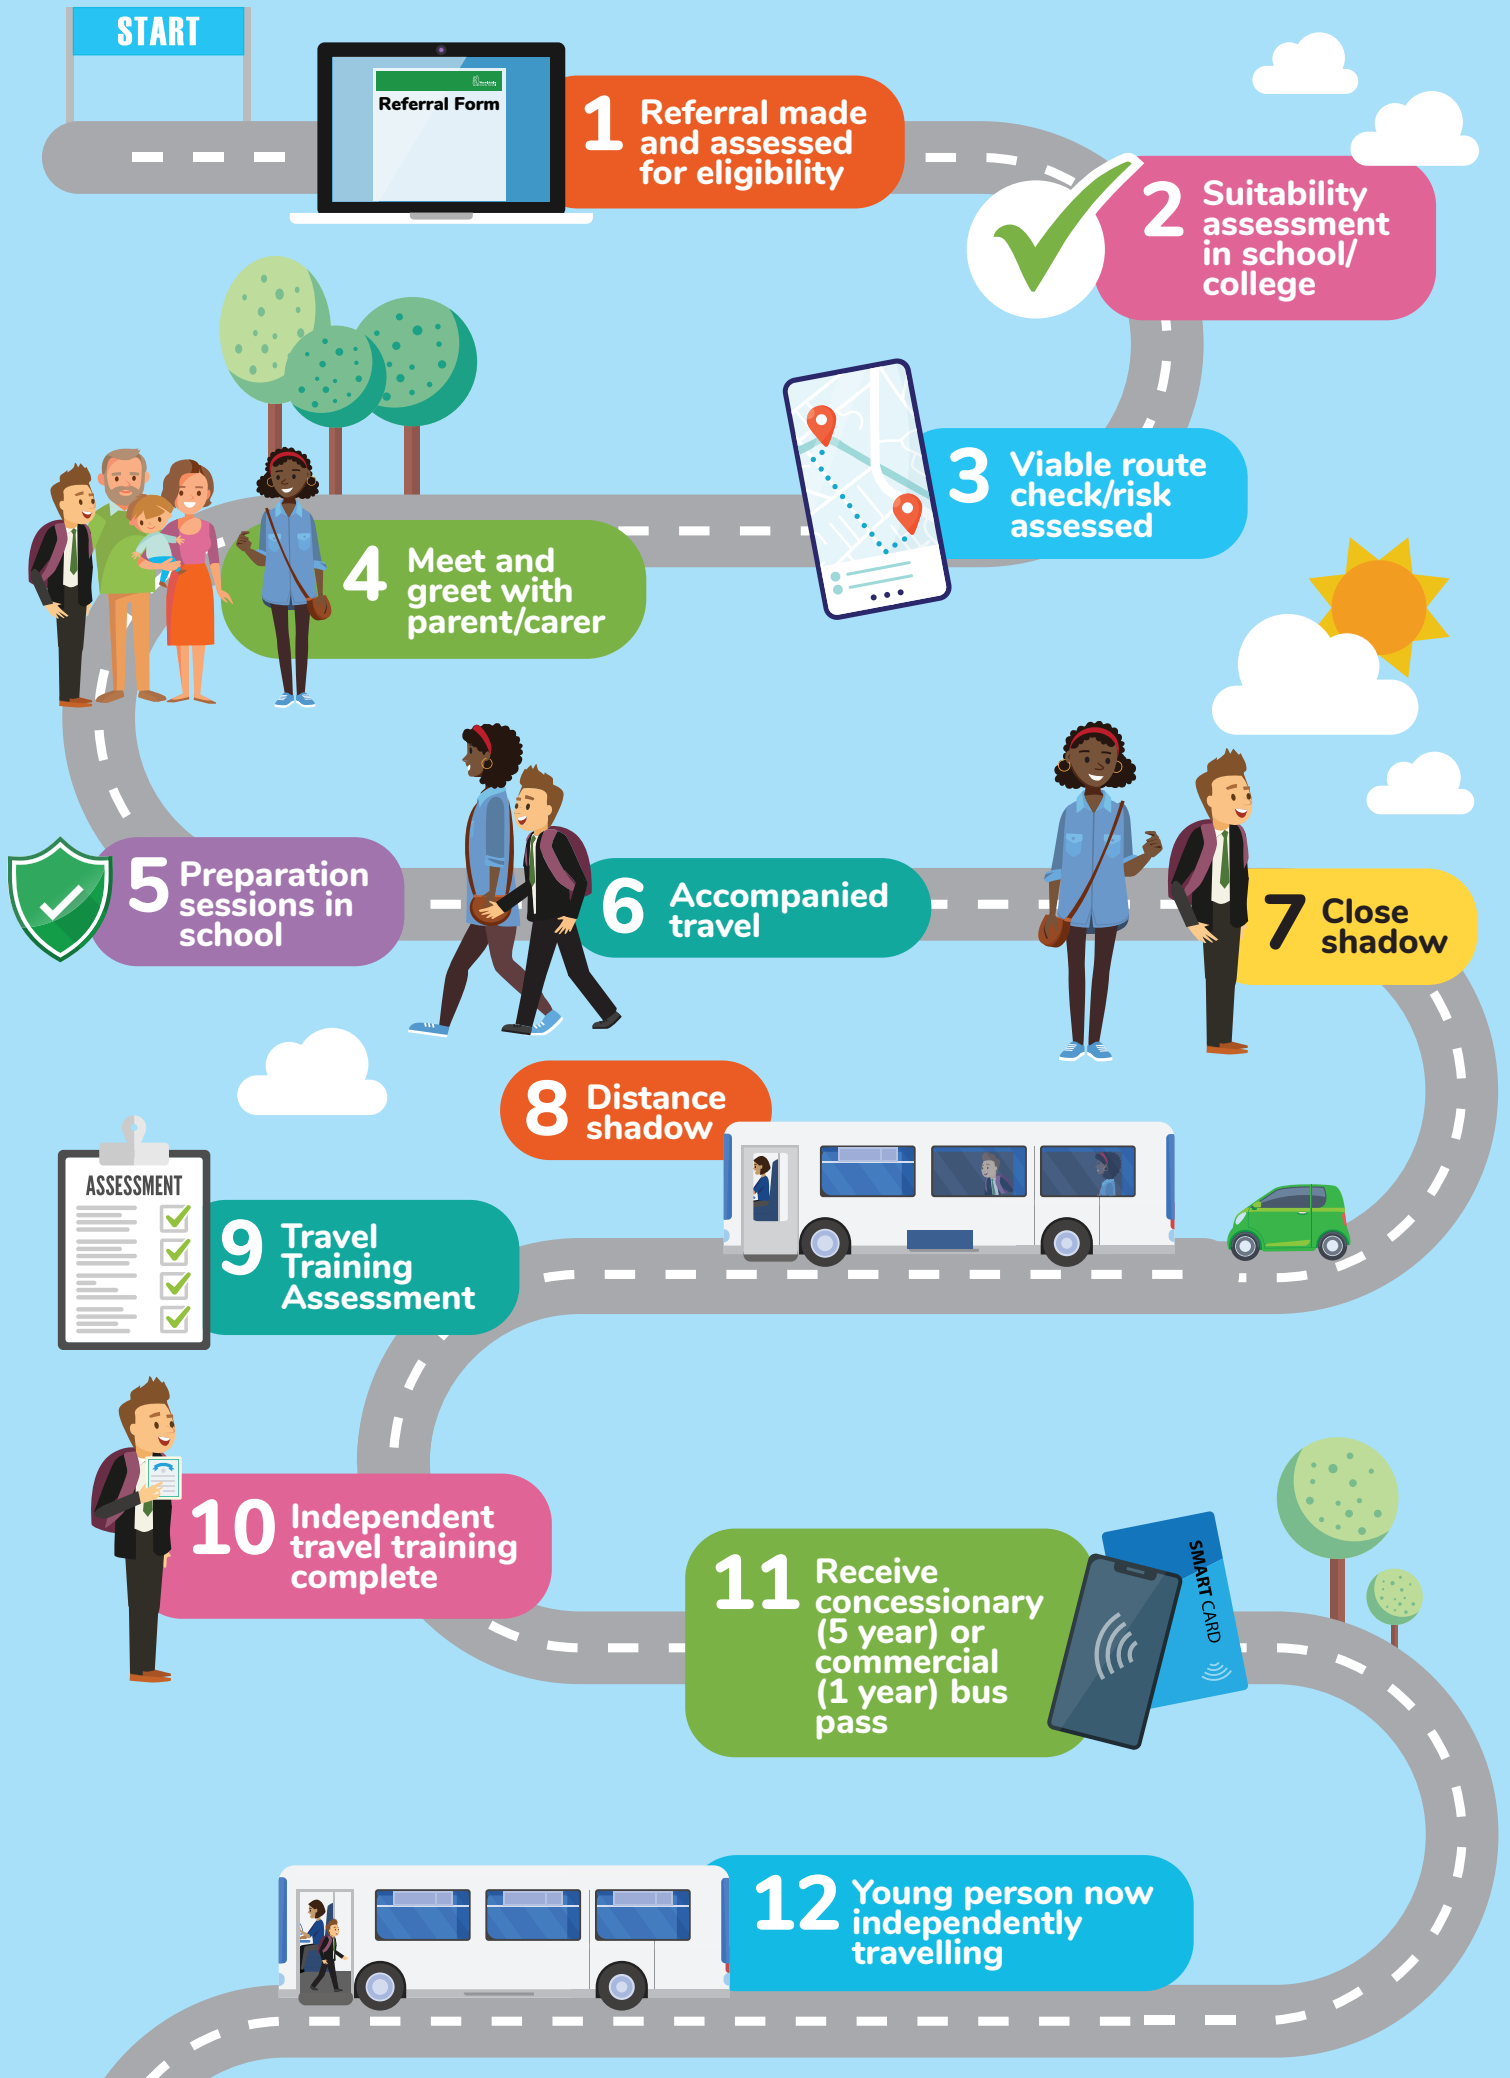 START
Referral Form
1
Referral made
and assessed
for eligibility
2
Suitability
assessment
in school/
college
3
Viable route
check/risk
assessed
4
Meet and
greet with
parent/carer
5
Preparation
sessions in
school
6
Accompanied
travel
7
Close
shadow
8
Distance
shadow
ASSESSMENT
9
Travel
Training
Assessment
10
Independent
travel training
complete
11
Receive
concessionary
(5 year) or
commercial
(1 year) bus
pass
SMART CARD
12
Young person now
independently
travelling